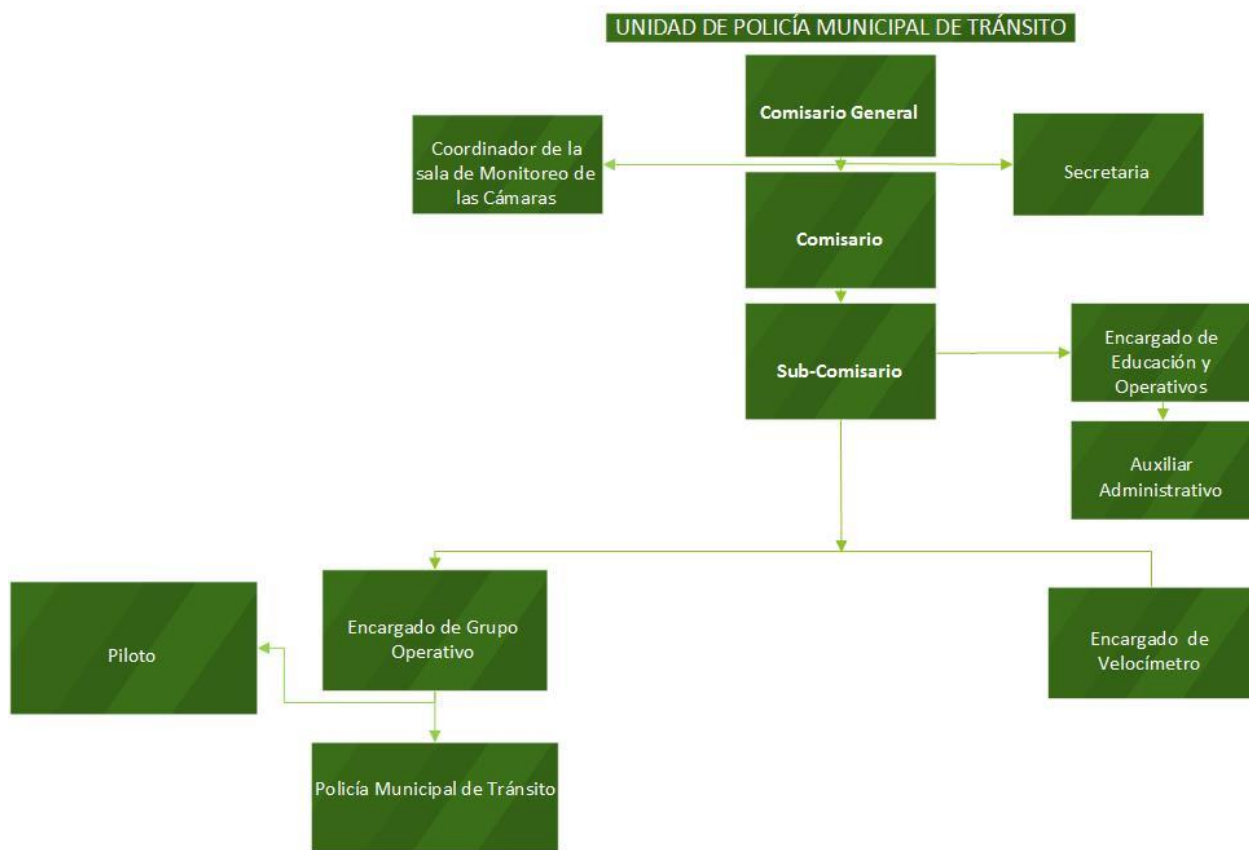 UNIDAD DE POLICÍA MUNICIPAL DE TRÁNSITO
Comisario General
Coordinador de la
sala de Monitoreo de
las Cámaras
Secretaria
Comisario
Sub-Comisario
Encargado de
Educación y
Operativos
Auxiliar
Administrativo
Piloto
Encargado de Grupo
Operativo
Encargado de
Velocímetro
Policía Municipal de Tránsito